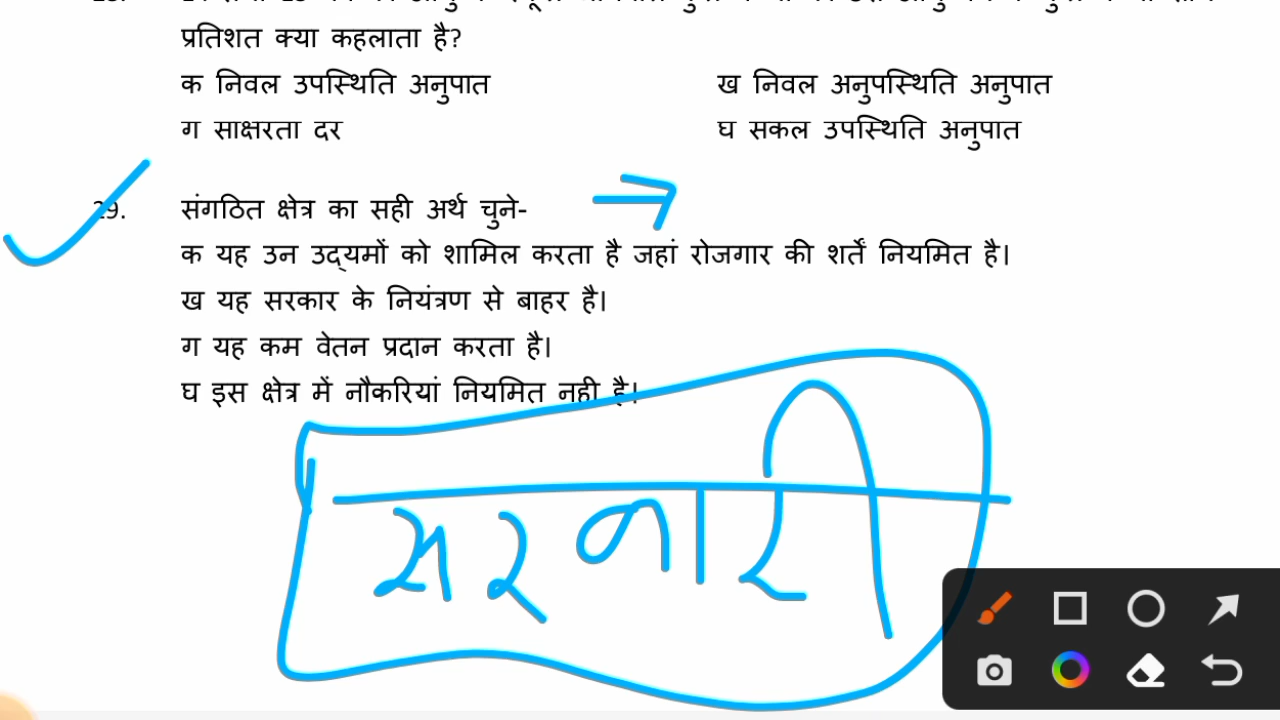 प्रतिशत क्या कहलाता है?
क निवल उपस्थिति अनुपात ख निवल अनुपस्थिति अनुपात
ग साक्षरता दर घ सकल उपस्थिति अनुपात
29. संगठित क्षेत्र का सही अर्थ चुने-
क यह उन उद्यमों को शामिल करता है जहां रोजगार की शर्तें नियमित है।
ख यह सरकार के नियंत्रण से बाहर है।
ग यह कम वेतन प्रदान करता है।
घ इस क्षेत्र में नौकरियां नियमित नही है।
सरकारी